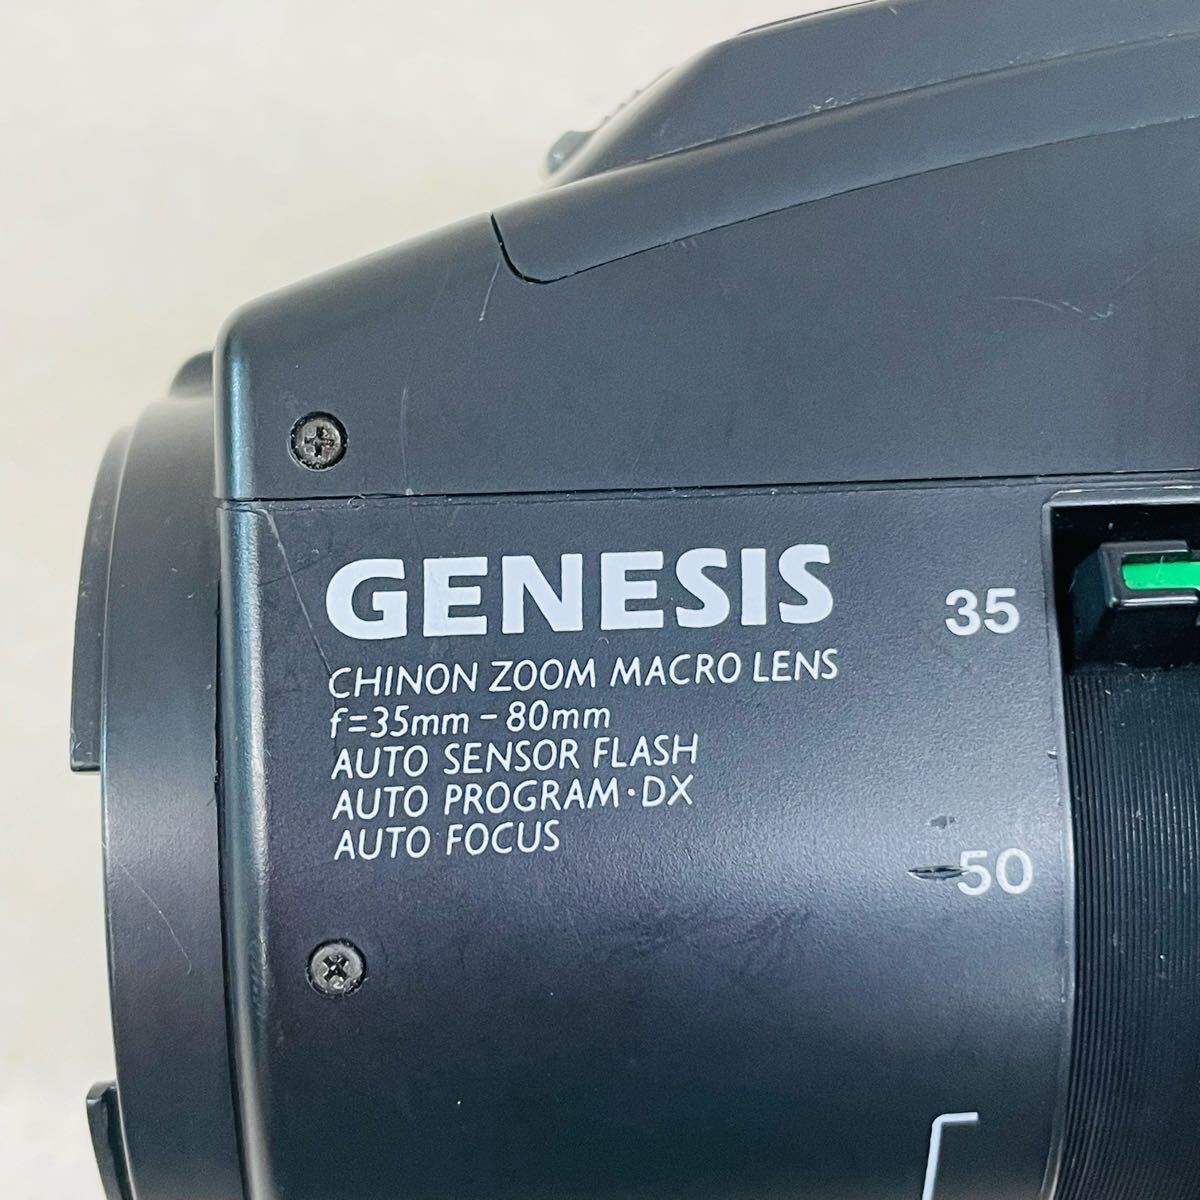 GENESIS
CHINON ZOOM MACRO LENS
f=35mm-80mm
AUTO SENSOR FLASH
AUTO PROGRAM·DX
AUTO FOCUS
35
50